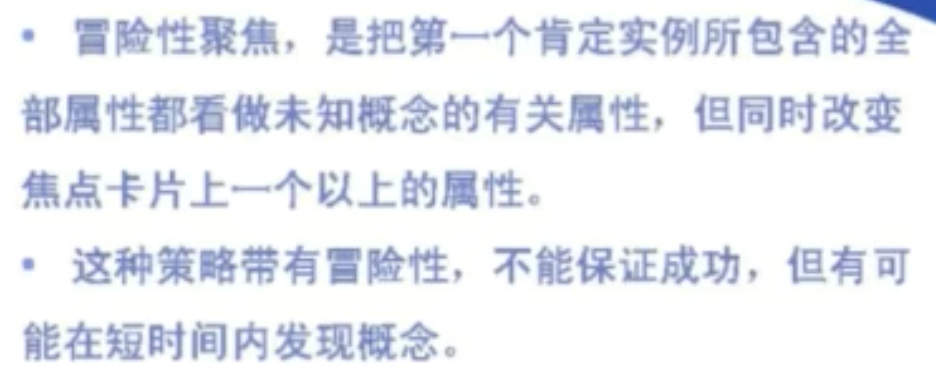 • 冒险性聚焦，是把第一个肯定实例所包含的全
部属性都看做未知概念的有关属性，但同时改变
焦点卡片上一个以上的属性。
• 这种策略带有冒险性，不能保证成功，但有可
能在短时间内发现概念。